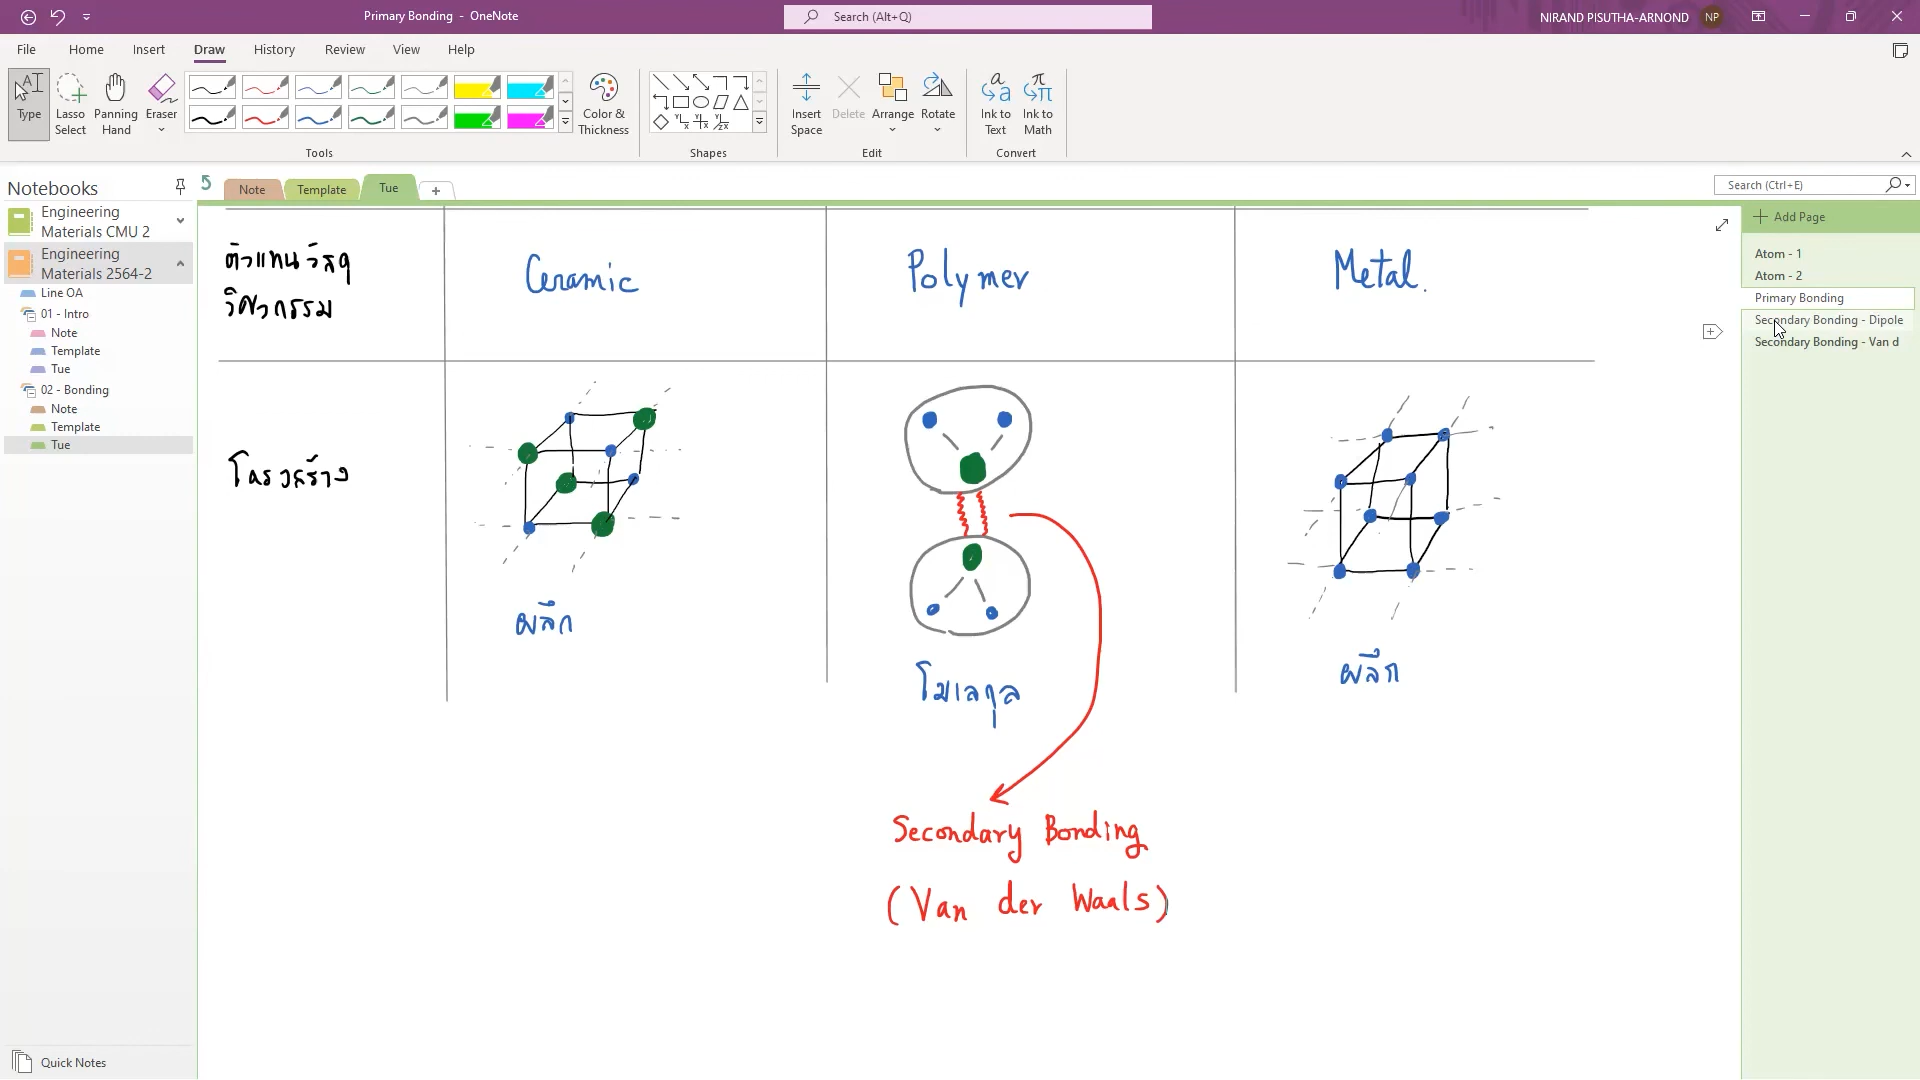 Primary Bonding - OneNote
Search (Alt+Q)
NIRAND PISUTHA-ARNOND
NP
File
Home
Insert
Draw
History
Review
View
Help
Type
Lasso Select
Panning Hand
Eraser
Color & Thickness
Insert Space
Delete
Arrange
Rotate
Ink to Text
Ink to Math
Tools
Shapes
Edit
Convert
Notebooks
Note
Template
Tue
Search (Ctrl+E)
Engineering
Materials CMU 2
Engineering
Materials 2564-2
Line OA
01 - Intro
Note
Template
Tue
02 - Bonding
Note
Template
Tue
Quick Notes
ตัวแทนวัสดุ
วิศวกรรม
Ceramic
Polymer
Metal.
โครงสร้าง
ผลึก
โมเลกุล
ผลึก
Secondary Bonding
(Van der Waals)
Add Page
Atom - 1
Atom - 2
Primary Bonding
Secondary Bonding - Dipole
Secondary Bonding - Van d